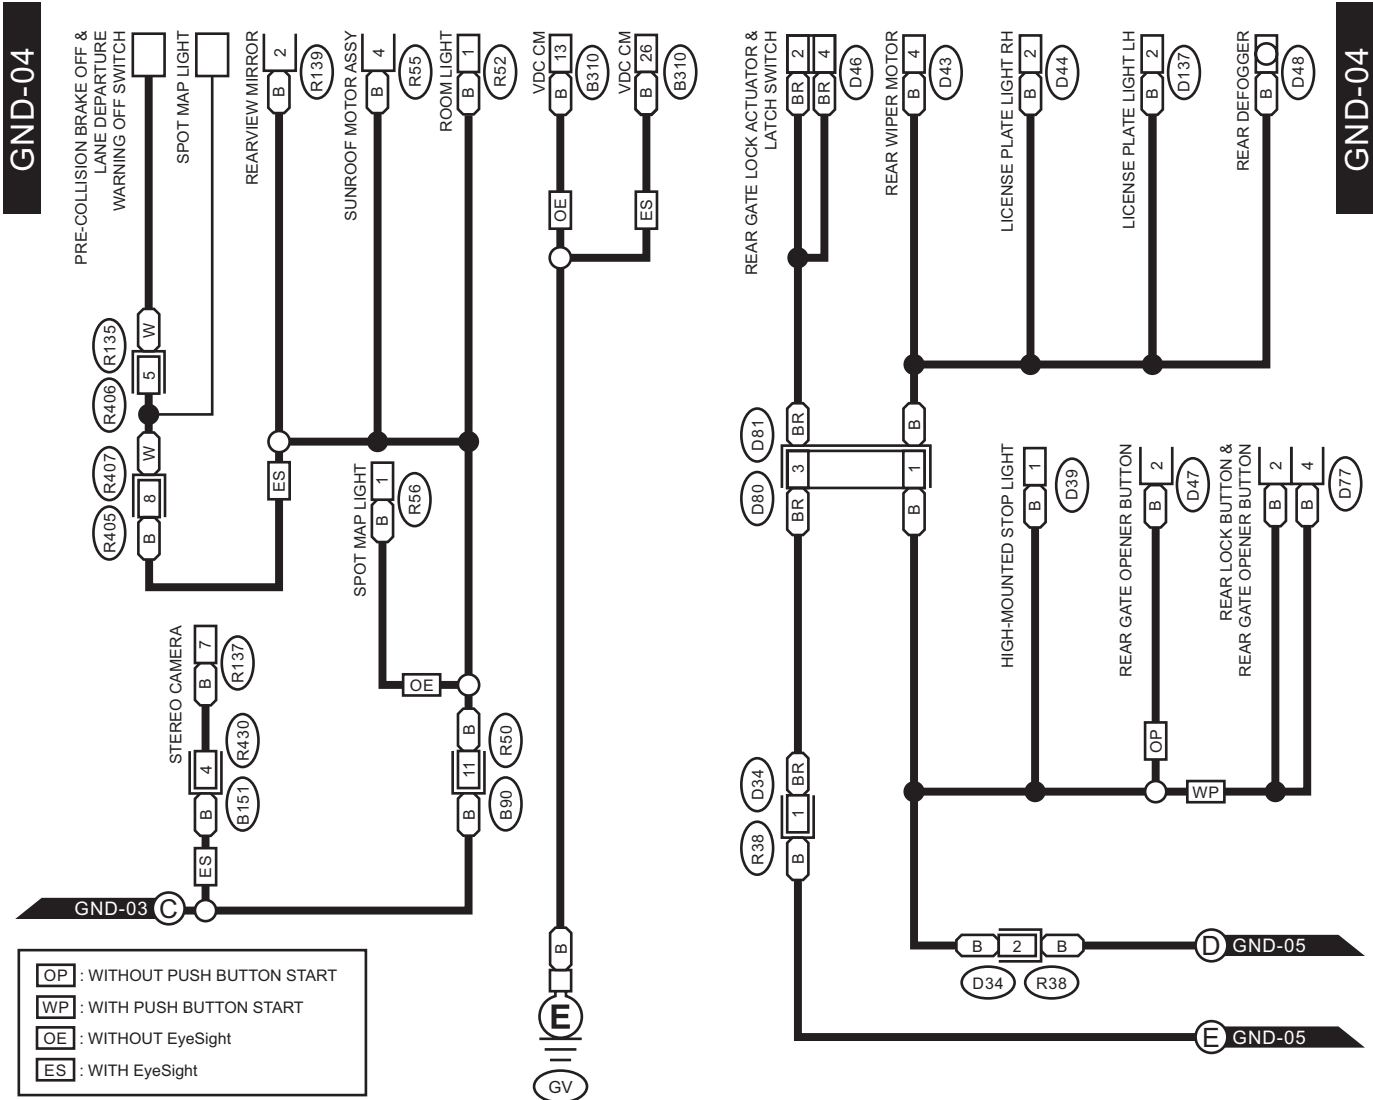 GND-04
PRE-COLLISION BRAKE OFF &
LANE DEPARTURE
WARNING OFF SWITCH
SPOT MAP LIGHT
REARVIEW MIRROR
2
B
R139
SUNROOF MOTOR ASSY
4
B
R55
ROOM LIGHT
1
B
R52
VDC CM
13
B
B310
VDC CM
26
B
B310
OE
ES
REAR GATE LOCK ACTUATOR &
LATCH SWITCH
2
4
BR
BR
D46
REAR WIPER MOTOR
4
B
D43
LICENSE PLATE LIGHT RH
2
B
D44
LICENSE PLATE LIGHT LH
2
B
D137
REAR DEFOGGER
B
D48
GND-04
R135
W
5
R406
R407
W
8
R405
B
ES
SPOT MAP LIGHT
1
B
R56
OE
STEREO CAMERA
7
B
R137
R430
4
B151
B
ES
B
R50
11
B90
B
GND-03
C
D81
BR
B
3
1
D80
BR
B
HIGH-MOUNTED STOP LIGHT
1
B
D39
REAR GATE OPENER BUTTON
2
B
D47
REAR LOCK BUTTON &
REAR GATE OPENER BUTTON
2
4
B
B
D77
OP
WP
D34
BR
1
R38
B
B
2
B
D34
R38
D
GND-05
E
GND-05
B
E
GV
OP : WITHOUT PUSH BUTTON START
WP : WITH PUSH BUTTON START
OE : WITHOUT EyeSight
ES : WITH EyeSight